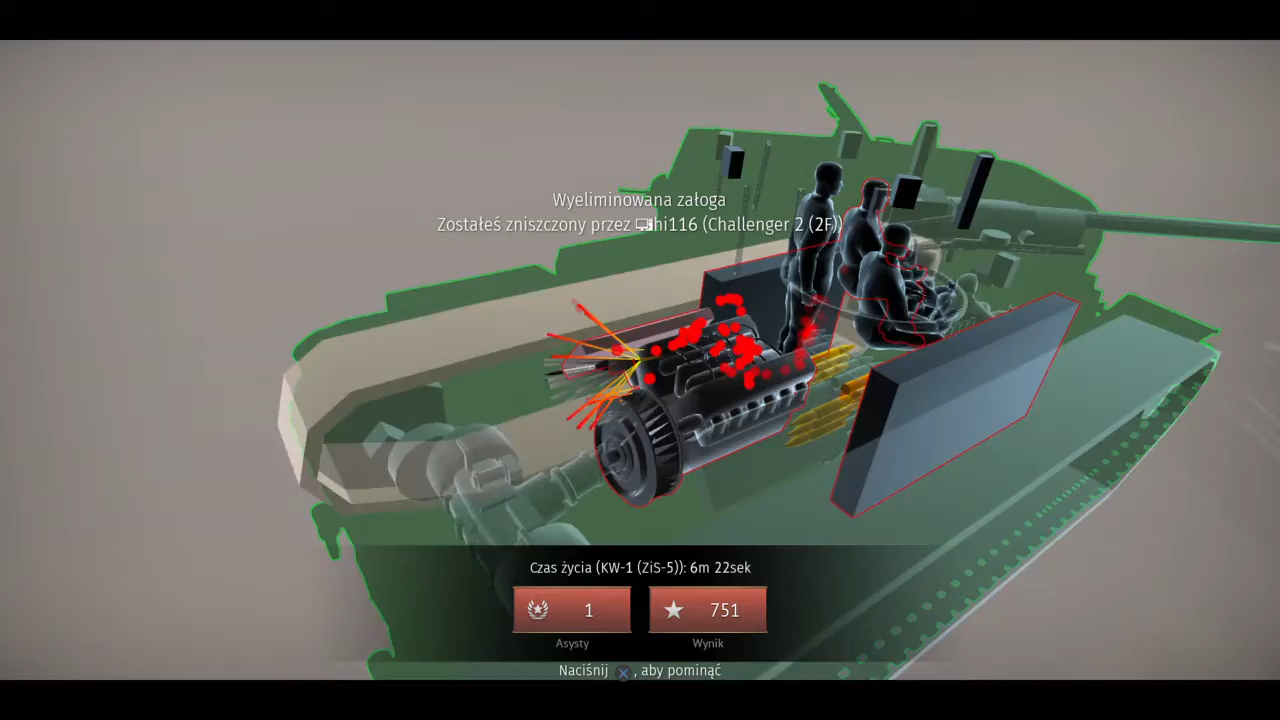 Wyeliminowana załoga
Zostałeś zniszczony przez hi116 (Challenger 2 (2F))
Czas życia (KW-1 (ZiS-5)): 6m 22sek
1
751
Asysty
Wynik
Naciśnij , aby pominąć